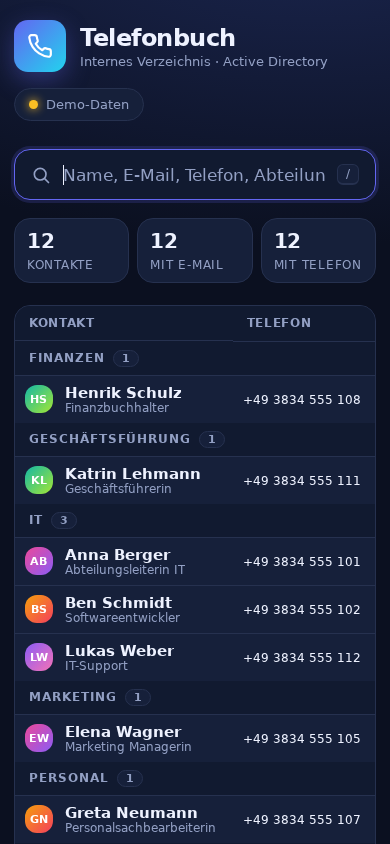 Telefonbuch
Internes Verzeichnis · Active Directory
Demo-Daten
Name, E-Mail, Telefon, Abteilun
/
12
KONTAKTE
12
MIT E-MAIL
12
MIT TELEFON
KONTAKT TELEFON
FINANZEN 1
HS Henrik Schulz +49 3834 555 108
Finanzbuchhalter
GESCHÄFTSFÜHRUNG 1
KL Katrin Lehmann +49 3834 555 111
Geschäftsführerin
IT 3
AB Anna Berger +49 3834 555 101
Abteilungsleiterin IT
BS Ben Schmidt +49 3834 555 102
Softwareentwickler
LW Lukas Weber +49 3834 555 112
IT-Support
MARKETING 1
EW Elena Wagner +49 3834 555 105
Marketing Managerin
PERSONAL 1
GN Greta Neumann +49 3834 555 107
Personalsachbearbeiterin